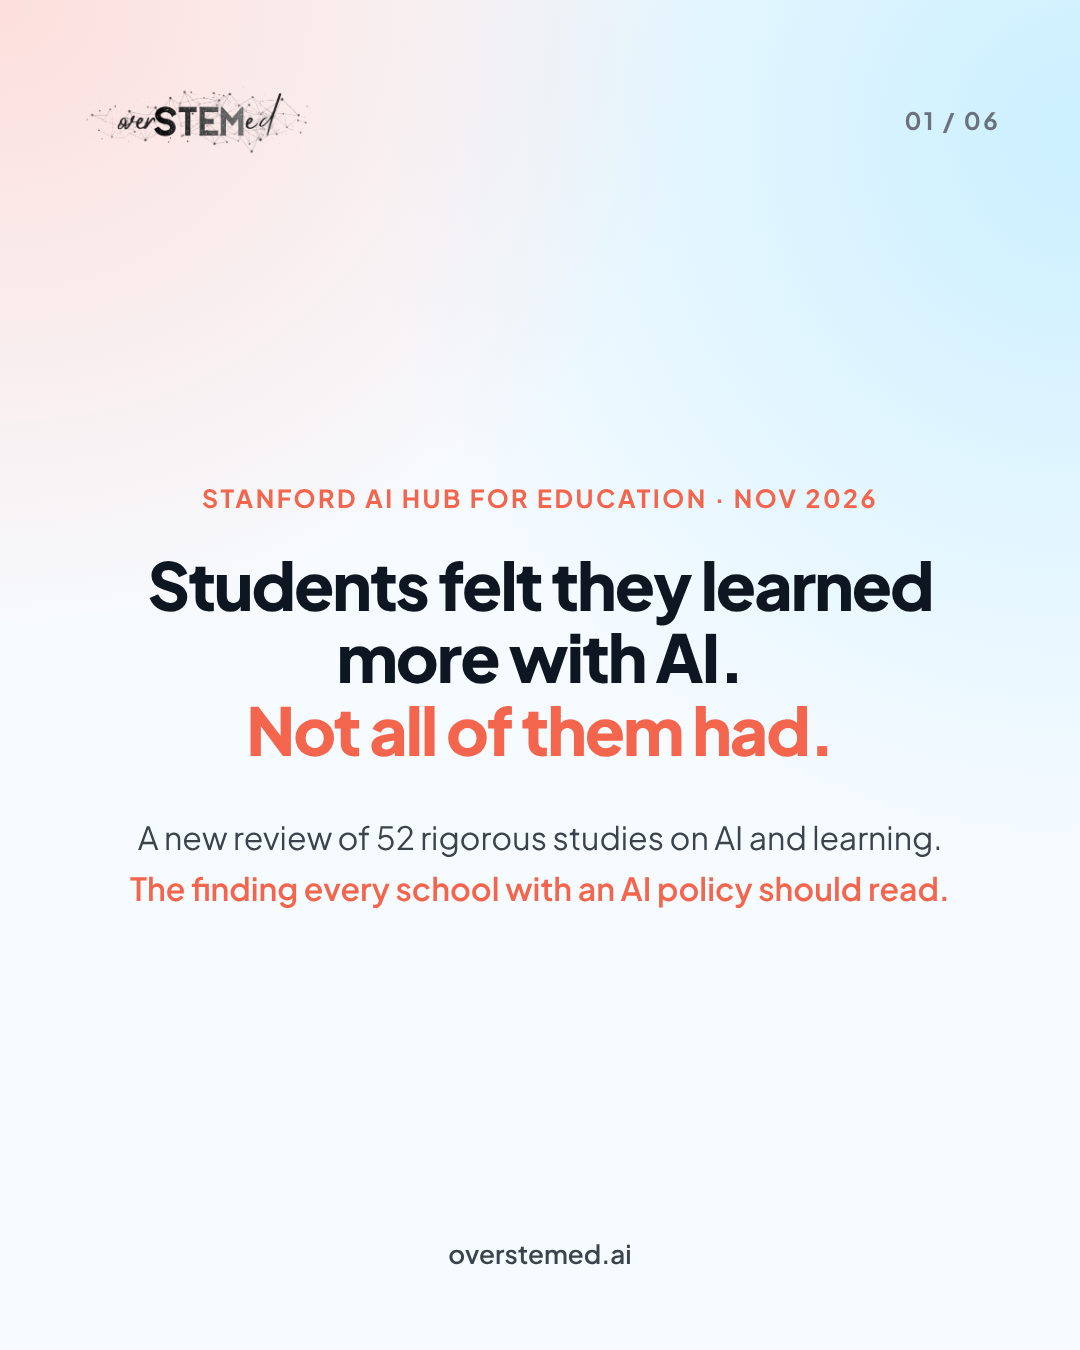 overSTEMed
01 / 06
STANFORD AI HUB FOR EDUCATION · NOV 2026
Students felt they learned
more with AI.
Not all of them had.
A new review of 52 rigorous studies on AI and learning.
The finding every school with an AI policy should read.
overstemed.ai